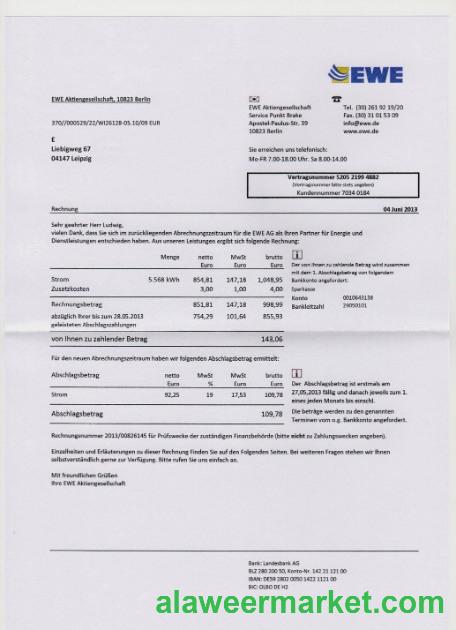 EWE
EWE Aktiengesellschaft, 10823 Berlin
370//000529/22/WI26128-05.10/09 EUR
E
Liebigweg 67
04147 Leipzig
EWE Aktiengesellschaft
Service Punkt Brake
Apostel-Paulus-Str. 39
10823 Berlin
Tel. (30) 261 92 19/20
Fax. (30) 31 01 53 09
info@ewe.de
www.ewe.de
Sie erreichen uns telefonisch:
Mo-FR 7.00-18.00 Uhr. Sa 8.00-14.00
Vertragsnummer 5205 2199 4882
(Vertragsnummer bitte stets angeben)
Kundennummer 7034 0184
Rechnung 04 Juni 2013
Sehr geehrter Herr Ludwig,
vielen Dank, dass Sie sich im zurückliegenden Abrechnungszeitraum für die EWE AG als Ihren Partner für Energie und
Dienstleistungen entschieden haben. Aus unseren Leistungen ergibt sich folgende Rechnung:
Menge netto MwSt brutto
Euro Euro Euro
Strom 5.568 kWh 854,81 147,18 1,048,95
Zusatzkosten 3,00 1,00 4,00
Rechnungsbetrag 851,81 147,18 998,99
abzüglich Ihrer bis zum 28.05.2013 754,29 101,64 855,93
geleisteten Abschlagszahlungen
von Ihnen zu zahlender Betrag 143,06
Der von Ihnen zu zahlende Betrag wird zusammen
mit dem 1. Abschlagsbetrag von folgendem
Bankkonto angefordert:
Sparkasse
Konto 0010643138
Bankleitzahl 29050101
Für den neuen Abrechnungszeitraum haben wir folgenden Abschlagsbetrag ermittelt:
Abschlagsbetrag netto MwSt MwSt brutto
Euro % Euro Euro
Strom 92,25 19 17,53 109,78
Abschlagsbetrag 109,78
Der Abschlagsbetrag ist erstmals am
27,05,2013 fällig und danach jeweils zum 1.
eines jeden Monats bis einschl.
Die beträge werden zu den genannten
Terminen vom o.g. Bankkonto angefordert.
Rechnungsnummer 2013/00826145 für Prüfzwecke der zuständigen Finanzbehörde (bitte nicht zu Zahlungszwecken angeben).
Einzelheiten und Erläuterungen zu dieser Rechnung finden Sie auf den Folgenden Seiten. Bei weiteren Fragen stehen wir Ihnen
selbstverständlich gerne zur Verfügung. Bitte rufen Sie uns einfach an.
Mit freundlichen Grüßen
Ihre EWE Aktiengesellschaft
Bank: Landesbank AG
BLZ 280 200 50, Konto-Nr. 142 21 121 00
IBAN: DE59 2802 0050 1422 1121 00
BIC: OLBO DE H2
alaweermarket.com